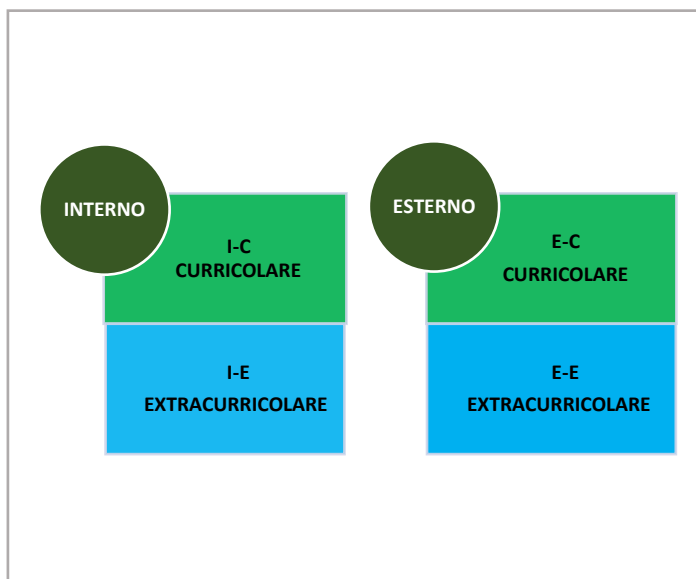 INTERNO
I-C
CURRICOLARE
I-E
EXTRACURRICOLARE
ESTERNO
E-C
CURRICOLARE
E-E
EXTRACURRICOLARE